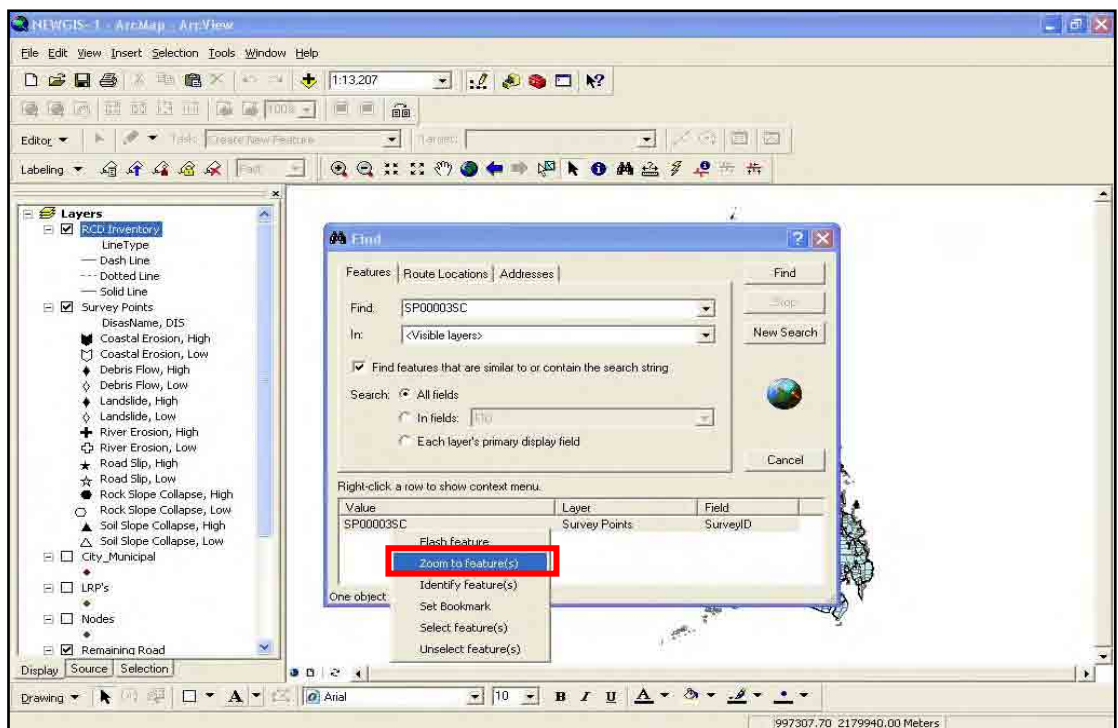 NEWGIS-1 - ArcMap - ArcView
File Edit View Insert Selection Tools Window Help
1:13,207
100%
Editor Task: Create New Feature Target:
Labeling Fast
Layers
RCD Inventory
LineType
Dash Line
Dotted Line
Solid Line
Survey Points
DisasName, DIS
Coastal Erosion, High
Coastal Erosion, Low
Debris Flow, High
Debris Flow, Low
Landslide, High
Landslide, Low
River Erosion, High
River Erosion, Low
Road Slip, High
Road Slip, Low
Rock Slope Collapse, High
Rock Slope Collapse, Low
Soil Slope Collapse, High
Soil Slope Collapse, Low
City_Municipal
LRP's
Nodes
Remaining Road
Display Source Selection
Find
Features Route Locations Addresses
Find: SP00003SC
In: <Visible layers>
Find features that are similar to or contain the search string
Search: All fields
In fields:
Each layer's primary display field
Find
Stop
New Search
Cancel
Right-click a row to show context menu.
Value Layer Field
SP00003SC Survey Points SurveyID
Flash feature
Zoom to feature(s)
Identify feature(s)
Set Bookmark
Select feature(s)
Unselect feature(s)
One object
Drawing A Arial 10 B I U A
997307.70 2179940.00 Meters